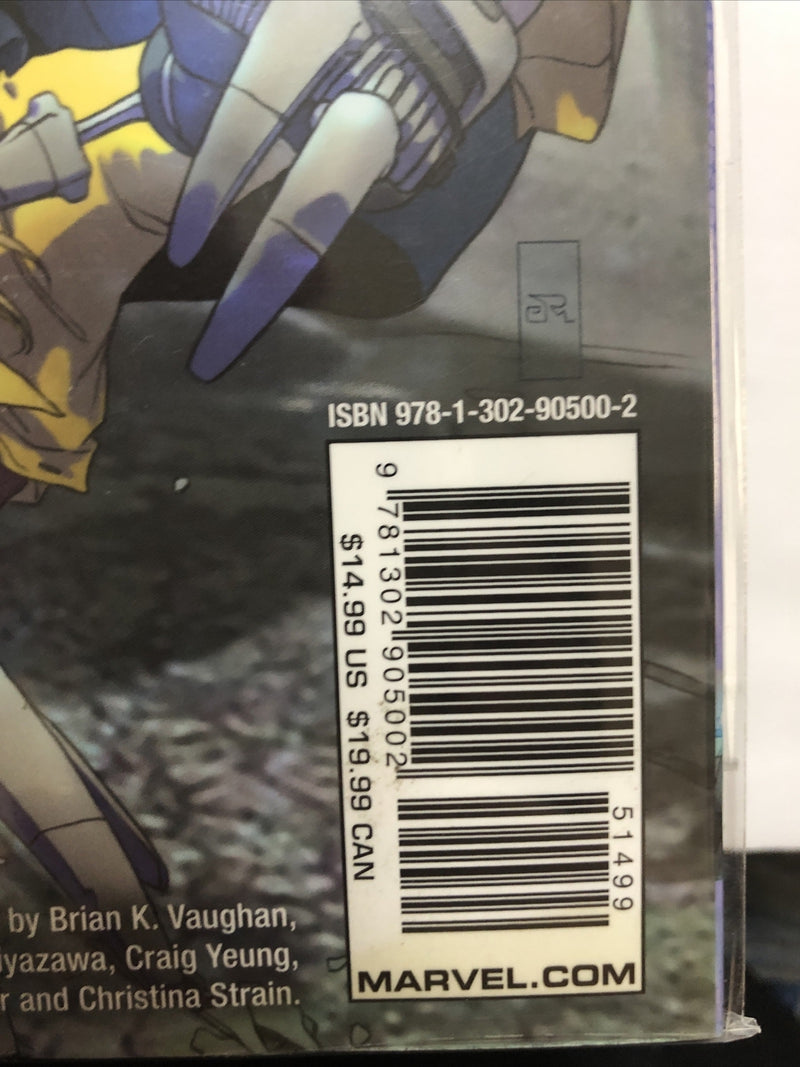 ISBN 978-1-302-90500-2
9 781302 905002
$14.99 US $19.99 CAN
51499
by Brian K. Vaughan,
Craig Yeung,
and Christina Strain.
MARVEL.COM